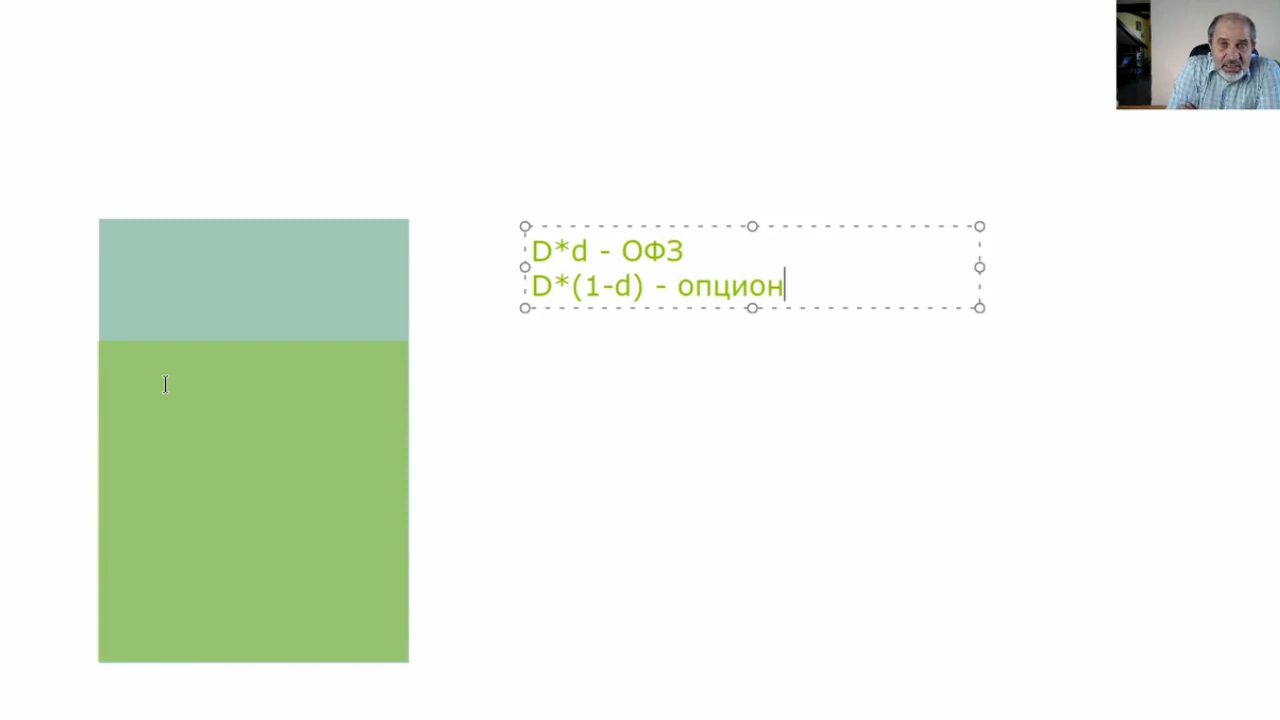 D*d - ОФЗ
D*(1-d) - опцион